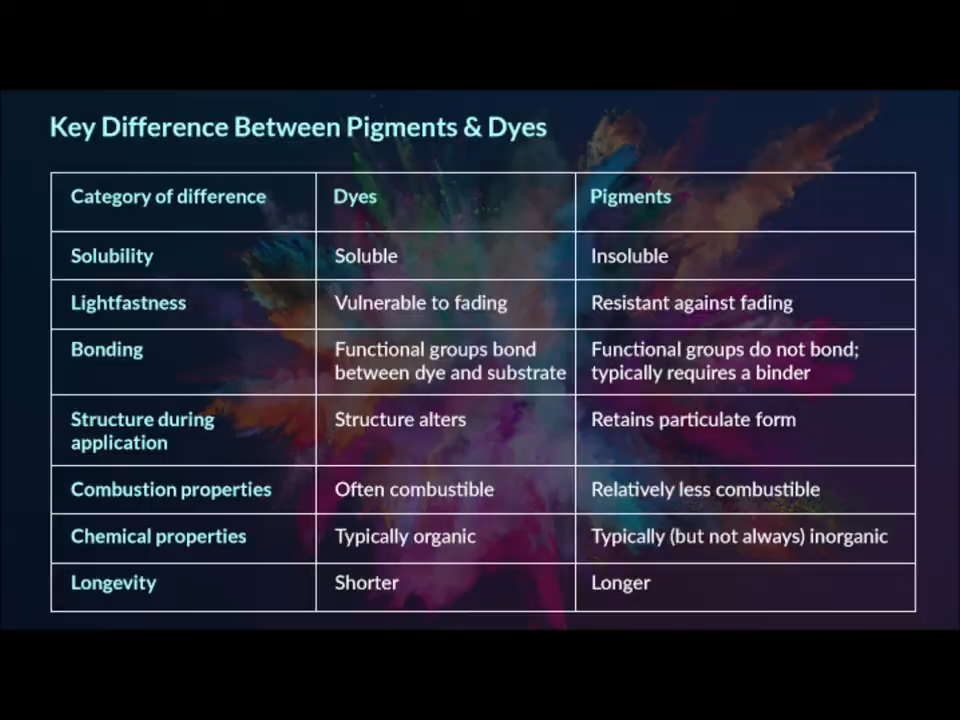 Key Difference Between Pigments & Dyes
Category of difference Dyes Pigments
Solubility Soluble Insoluble
Lightfastness Vulnerable to fading Resistant against fading
Bonding Functional groups bond Functional groups do not bond;
between dye and substrate typically requires a binder
Structure during Structure alters Retains particulate form
application
Combustion properties Often combustible Relatively less combustible
Chemical properties Typically organic Typically (but not always) inorganic
Longevity Shorter Longer